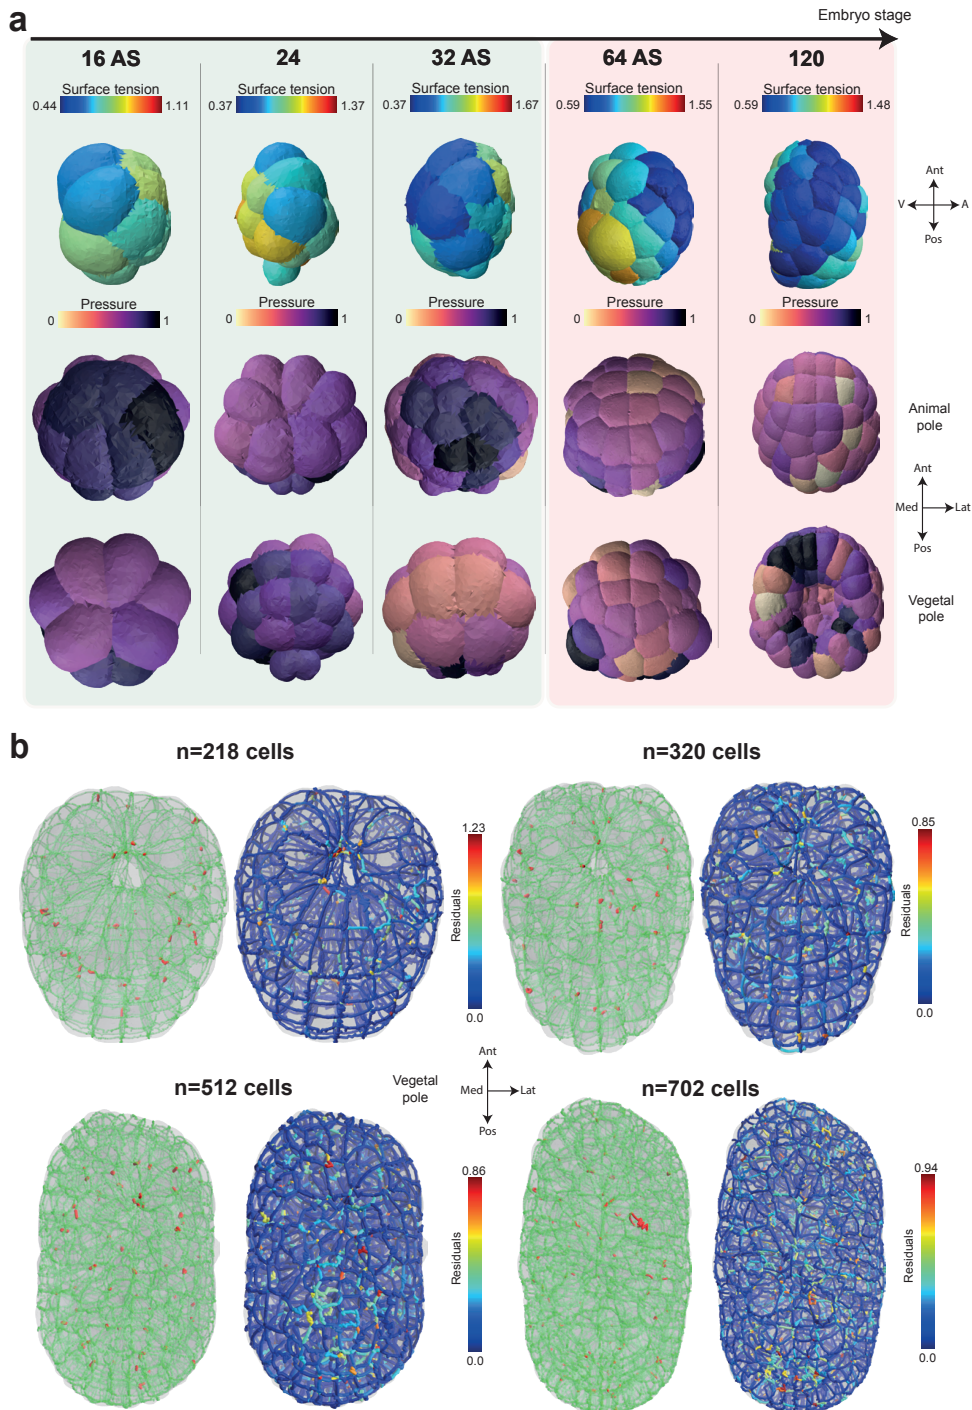 a
Embryo stage
16 AS
24
32 AS
64 AS
120
Surface tension
0.44
1.11
Surface tension
0.37
1.37
Surface tension
0.37
1.67
Surface tension
0.59
1.55
Surface tension
0.59
1.48
Ant
V
A
Pos
Pressure
0
1
Pressure
0
1
Pressure
0
1
Pressure
0
1
Pressure
0
1
Animal
pole
Ant
Med
Lat
Pos
Vegetal
pole
b
n=218 cells
n=320 cells
1.23
Residuals
0.0
0.85
Residuals
0.0
Vegetal
pole
Ant
Med
Lat
Pos
n=512 cells
n=702 cells
0.86
Residuals
0.0
0.94
Residuals
0.0